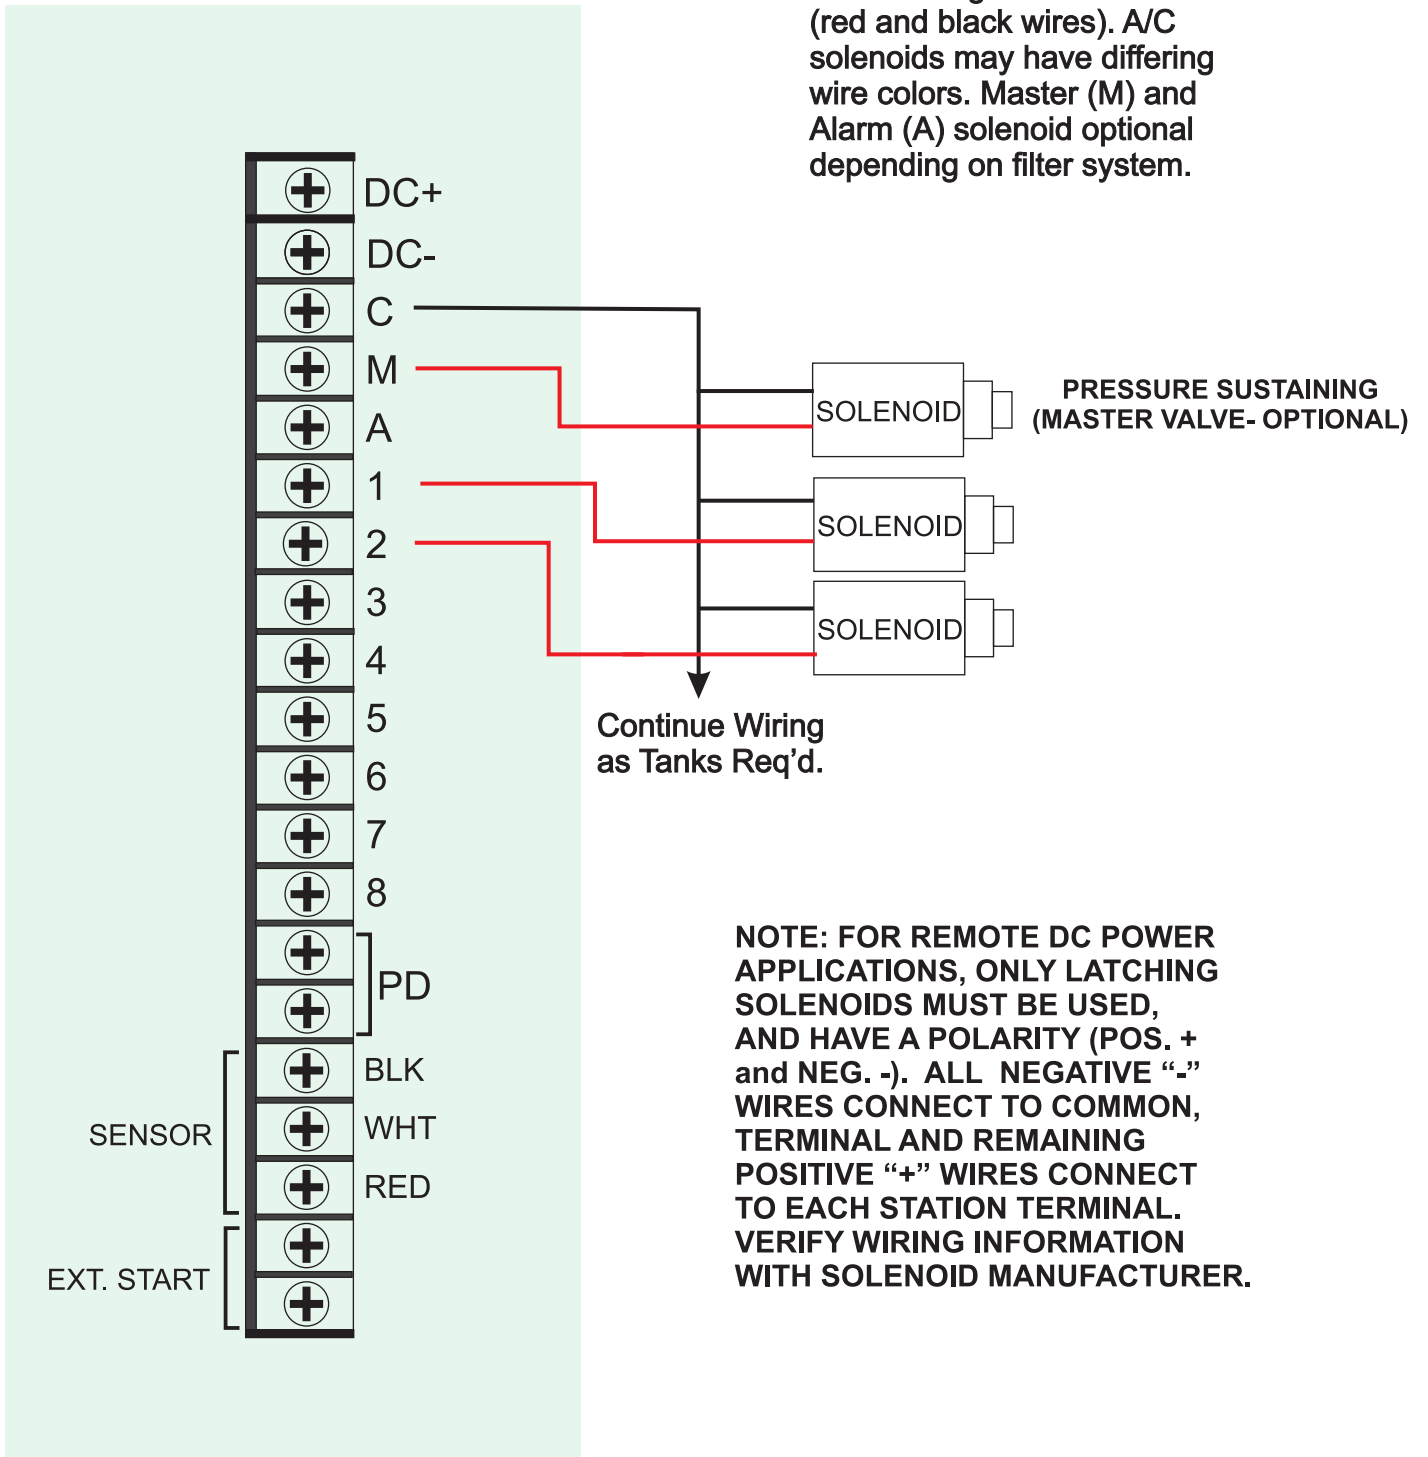 (red and black wires). A/C
solenoids may have differing
wire colors. Master (M) and
Alarm (A) solenoid optional
depending on filter system.
DC+
DC-
C
M
A
1
2
3
4
5
6
7
8
PD
BLK
WHT
RED
SENSOR
EXT. START
SOLENOID
PRESSURE SUSTAINING
(MASTER VALVE- OPTIONAL)
SOLENOID
SOLENOID
Continue Wiring
as Tanks Req’d.
NOTE: FOR REMOTE DC POWER
APPLICATIONS, ONLY LATCHING
SOLENOIDS MUST BE USED,
AND HAVE A POLARITY (POS. +
and NEG. -).  ALL  NEGATIVE “-”
WIRES CONNECT TO COMMON,
TERMINAL AND REMAINING
POSITIVE “+” WIRES CONNECT
TO EACH STATION TERMINAL.
VERIFY WIRING INFORMATION
WITH SOLENOID MANUFACTURER.